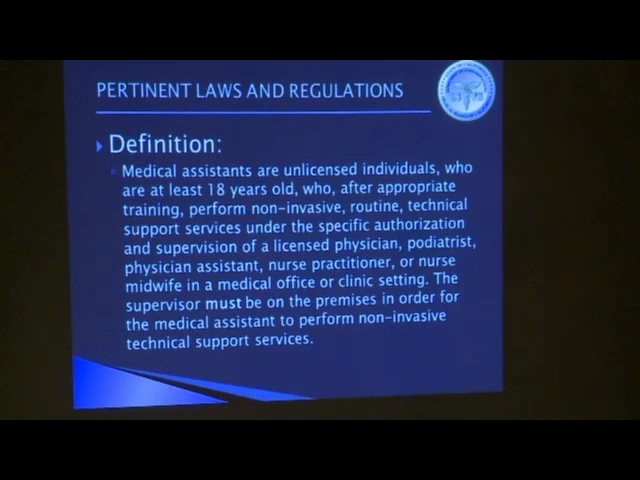 PERTINENT LAWS AND REGULATIONS
Definition:
Medical assistants are unlicensed individuals, who
are at least 18 years old, who, after appropriate
training, perform non-invasive, routine, technical
support services under the specific authorization
and supervision of a licensed physician, podiatrist,
physician assistant, nurse practitioner, or nurse
midwife in a medical office or clinic setting. The
supervisor must be on the premises in order for
the medical assistant to perform non-invasive
technical support services.